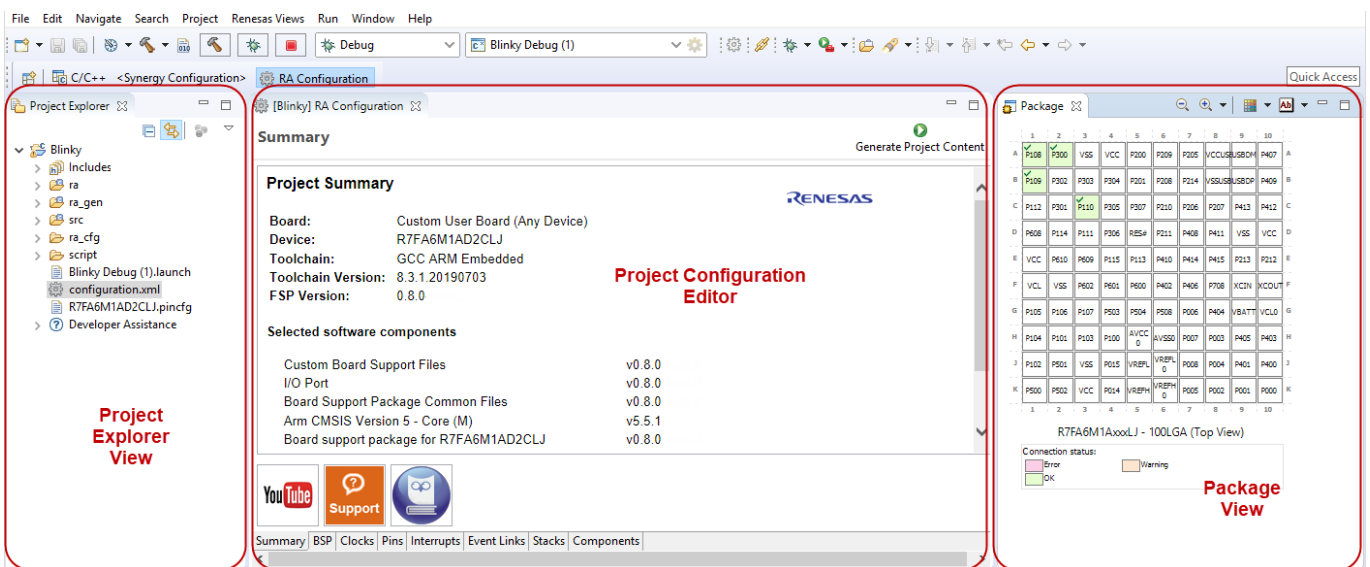 File Edit Navigate Search Project Renesas Views Run Window Help
Debug
Blinky Debug (1)
C/C++ <Synergy Configuration> RA Configuration
Quick Access
Project Explorer
Blinky
Includes
ra
ra_gen
src
ra_cfg
script
Blinky Debug (1).launch
configuration.xml
R7FA6M1AD2CLJ.pincfg
Developer Assistance
Project
Explorer
View
[Blinky] RA Configuration
Summary
Generate Project Content
Project Summary
RENESAS
Board: Custom User Board (Any Device)
Device: R7FA6M1AD2CLJ
Toolchain: GCC ARM Embedded
Toolchain Version: 8.3.1.20190703
FSP Version: 0.8.0
Project Configuration
Editor
Selected software components
Custom Board Support Files v0.8.0
I/O Port v0.8.0
Board Support Package Common Files v0.8.0
Arm CMSIS Version 5 - Core (M) v5.5.1
Board support package for R7FA6M1AD2CLJ v0.8.0
YouTube
Support
Summary BSP Clocks Pins Interrupts Event Links Stacks Components
Package
1 2 3 4 5 6 7 8 9 10
A P108 P300 VSS VCC P200 P209 P205 VCCUSB USBDM P407 A
B P109 P302 P303 P304 P201 P208 P214 VSSUSB USBDP P409 B
C P112 P301 P110 P305 P307 P210 P206 P207 P413 P412 C
D P608 P114 P111 P306 RES# P211 P408 P411 VSS VCC D
E VCC P610 P609 P115 P113 P410 P414 P415 P213 P212 E
F VCL VSS P602 P601 P600 P402 P406 P708 XCIN XCOUT F
G P105 P106 P107 P503 P504 P508 P006 P404 VBATT VCL0 G
H P104 P101 P103 P100 AVCC0 AVSS0 P007 P003 P405 P403 H
J P102 P501 VSS P015 VREFL VREFL0 P008 P004 P401 P400 J
K P500 P502 VCC P014 VREFH VREFH0 P005 P002 P001 P000 K
1 2 3 4 5 6 7 8 9 10
R7FA6M1AxxxLJ - 100LGA (Top View)
Connection status:
Error Warning
OK
Package
View